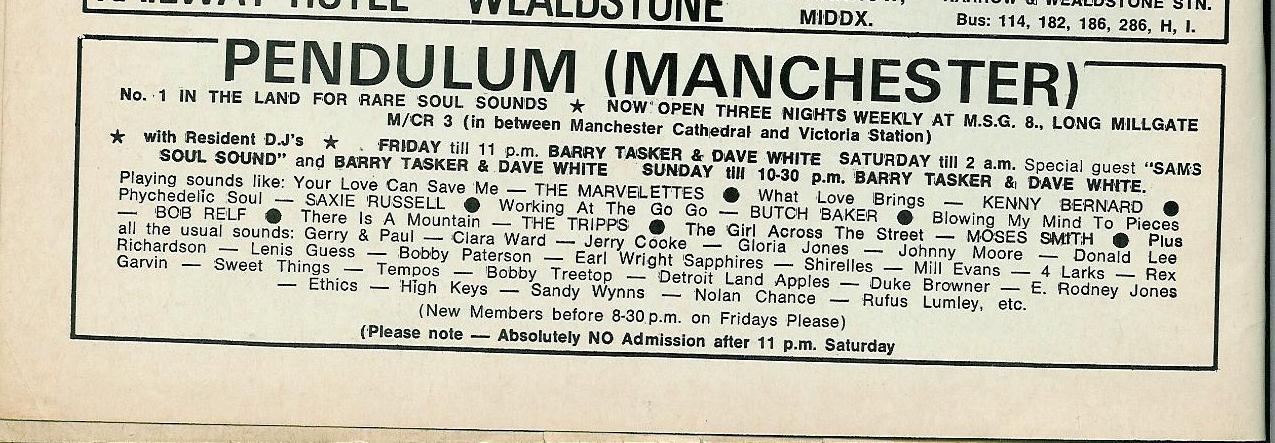 RAILWAY HOTEL WEALDSTONE
MIDDX.
HARROW & WEALDSTONE STN.
Bus: 114, 182, 186, 286, H, I.
PENDULUM (MANCHESTER)
No. 1 IN THE LAND FOR RARE SOUL SOUNDS ★ NOW OPEN THREE NIGHTS WEEKLY AT M.S.G. 8., LONG MILLGATE
M/CR 3 (in between Manchester Cathedral and Victoria Station)
★ with Resident D.J's ★ FRIDAY till 11 p.m. BARRY TASKER & DAVE WHITE SATURDAY till 2 a.m. Special guest "SAM'S
SOUL SOUND" and BARRY TASKER & DAVE WHITE SUNDAY till 10-30 p.m. BARRY TASKER & DAVE WHITE.
Playing sounds like: Your Love Can Save Me — THE MARVELETTES ● What Love Brings — KENNY BERNARD ●
Phychedelic Soul — SAXIE RUSSELL ● Working At The Go Go — BUTCH BAKER ● Blowing My Mind To Pieces
— BOB RELF ● There Is A Mountain — THE TRIPPS ● The Girl Across The Street — MOSES SMITH ● Plus
all the usual sounds: Gerry & Paul — Clara Ward — Jerry Cooke — Gloria Jones — Johnny Moore — Donald Lee
Richardson — Lenis Guess — Bobby Paterson — Earl Wright Sapphires — Shirelles — Mill Evans — 4 Larks — Rex
Garvin — Sweet Things — Tempos — Bobby Treetop — Detroit Land Apples — Duke Browner — E. Rodney Jones
— Ethics — High Keys — Sandy Wynns — Nolan Chance — Rufus Lumley, etc.
(New Members before 8-30 p.m. on Fridays Please)
(Please note — Absolutely NO Admission after 11 p.m. Saturday